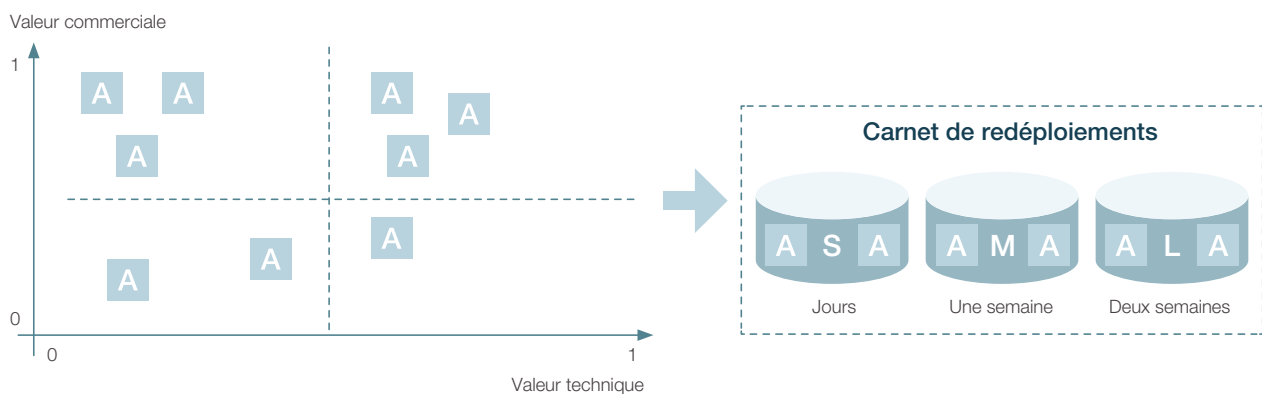 Valeur commerciale
1
A A A A
A A
A
A
A
0
0 1
Valeur technique
Carnet de redéploiements
A S A A M A A L A
Jours Une semaine Deux semaines